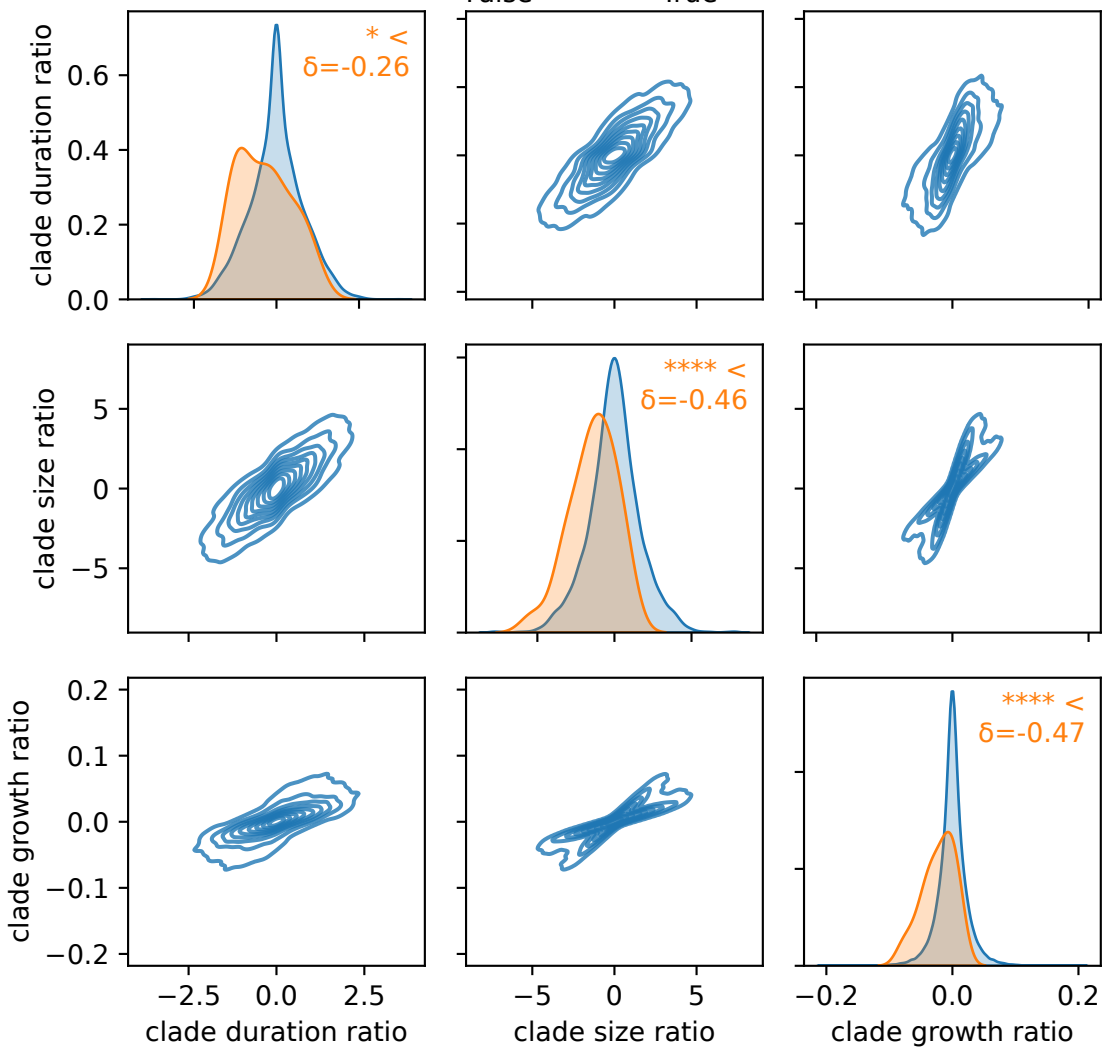 clade duration ratio
0.6
0.4
0.2
0.0
* <
δ=-0.26
clade size ratio
5
0
−5
**** <
δ=-0.46
clade growth ratio
0.2
0.1
0.0
−0.1
−0.2
**** <
δ=-0.47
−2.5 0.0 2.5
−5 0 5
−0.2 0.0 0.2
clade duration ratio
clade size ratio
clade growth ratio